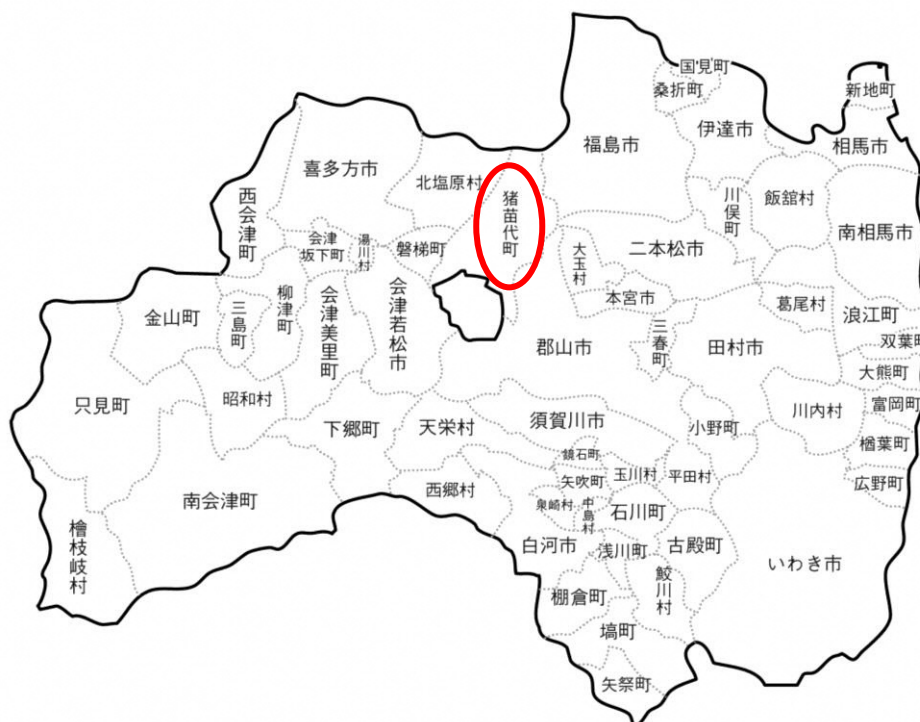 国見町
桑折町
新地町
伊達市
相馬市
福島市
喜多方市
北塩原村
猪苗代町
川俣町
飯舘村
西会津町
会津
坂下町
湯川村
磐梯町
大玉村
二本松市
南相馬市
本宮市
葛尾村
浪江町
金山町
三島町
柳津町
会津美里町
会津若松市
郡山市
三春町
田村市
双葉町
大熊町
只見町
昭和村
下郷町
天栄村
須賀川市
小野町
川内村
富岡町
楢葉町
鏡石町
矢吹町
玉川村
平田村
広野町
南会津町
西郷村
泉崎村
中島村
石川町
白河市
浅川町
古殿町
いわき市
檜枝岐村
棚倉町
鮫川村
塙町
矢祭町